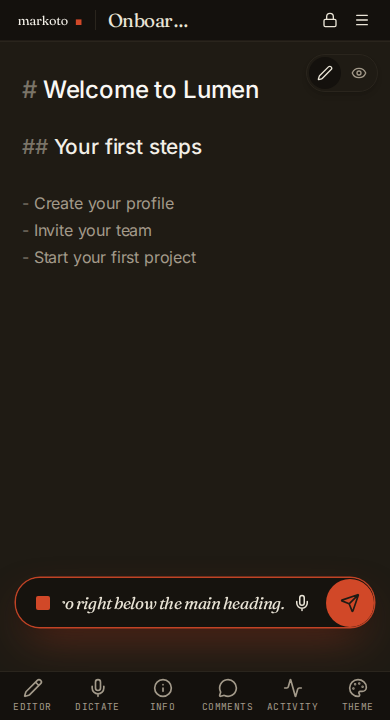 markoto
Onboar...
# Welcome to Lumen
## Your first steps
- Create your profile
- Invite your team
- Start your first project
right below the main heading.
EDITOR DICTATE INFO COMMENTS ACTIVITY THEME